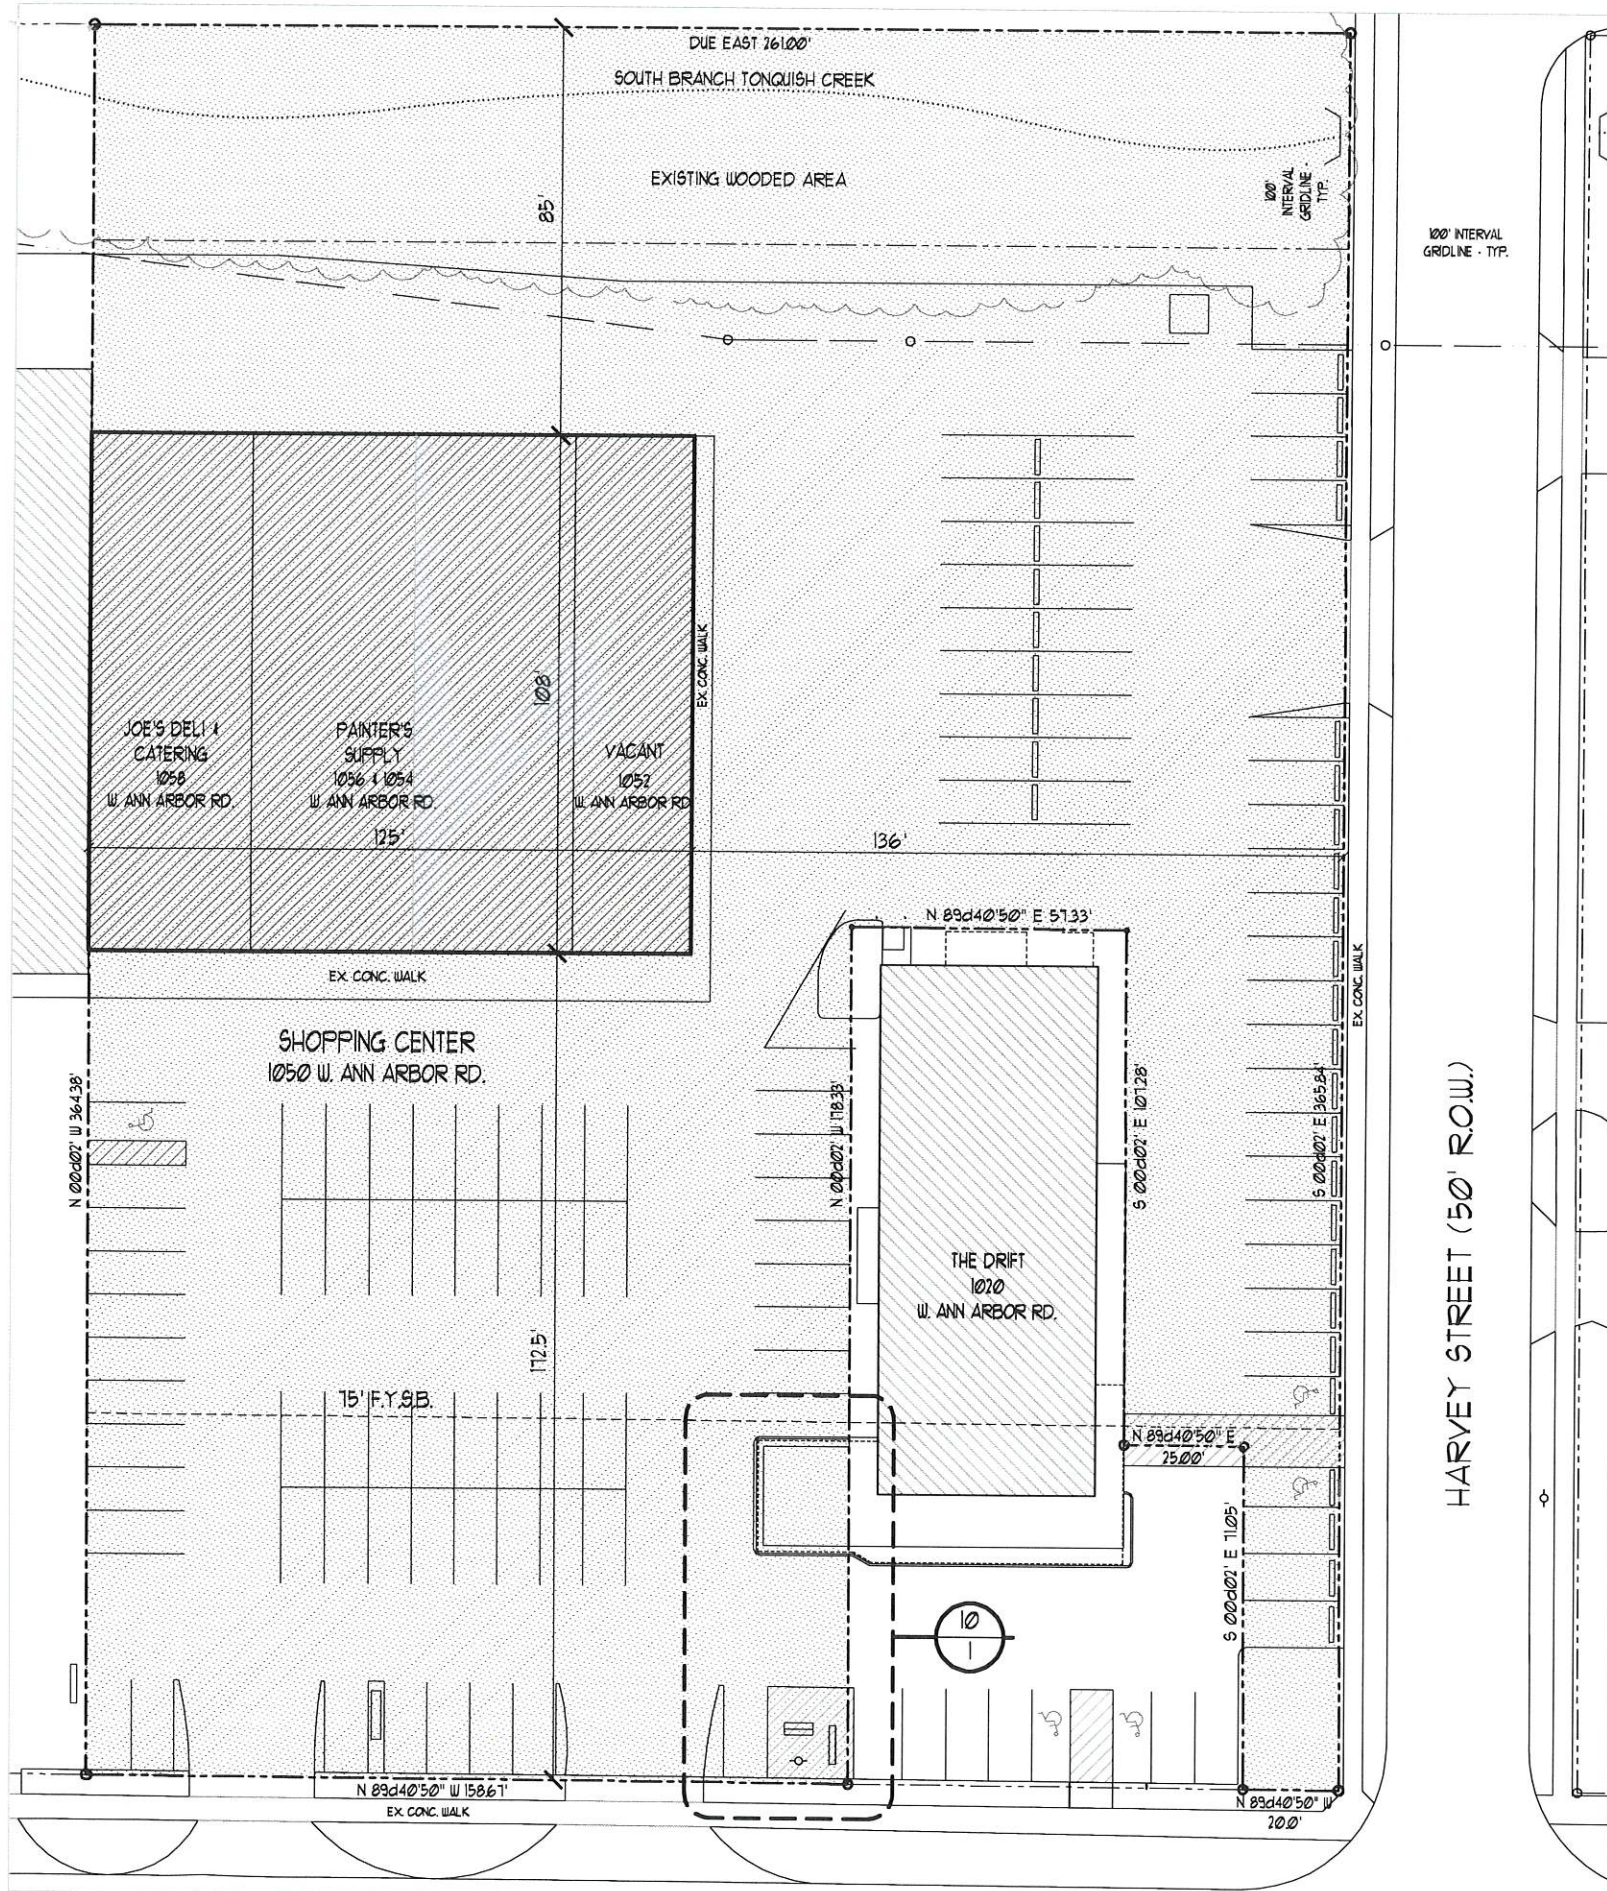 DUE EAST 261.00'
SOUTH BRANCH TONQUISH CREEK
EXISTING WOODED AREA
85'
100'
INTERVAL
GRIDLINE -
TYP.
100' INTERVAL
GRIDLINE - TYP.
108'
EX. CONC. WALK
JOE'S DELI &
CATERING
1058
W. ANN ARBOR RD.
PAINTER'S
SUPPLY
1056 & 1054
W. ANN ARBOR RD.
VACANT
1052
W. ANN ARBOR RD
125'
136'
N 89d40'50" E 57.33'
EX. CONC. WALK
EX. CONC. WALK
SHOPPING CENTER
1050 W. ANN ARBOR RD.
N 00d02' W 364.38'
N 00d02' W 178.33'
S 00d02' E 107.28'
S 00d02' E 365.84'
HARVEY STREET (50' R.O.W.)
THE DRIFT
1020
W. ANN ARBOR RD.
172.5'
75' F.Y.S.B.
N 89d40'50" E
25.00'
S 00d02' E 71.05'
10
1
N 89d40'50" W 158.67'
EX. CONC. WALK
N 89d40'50" W
20.0'